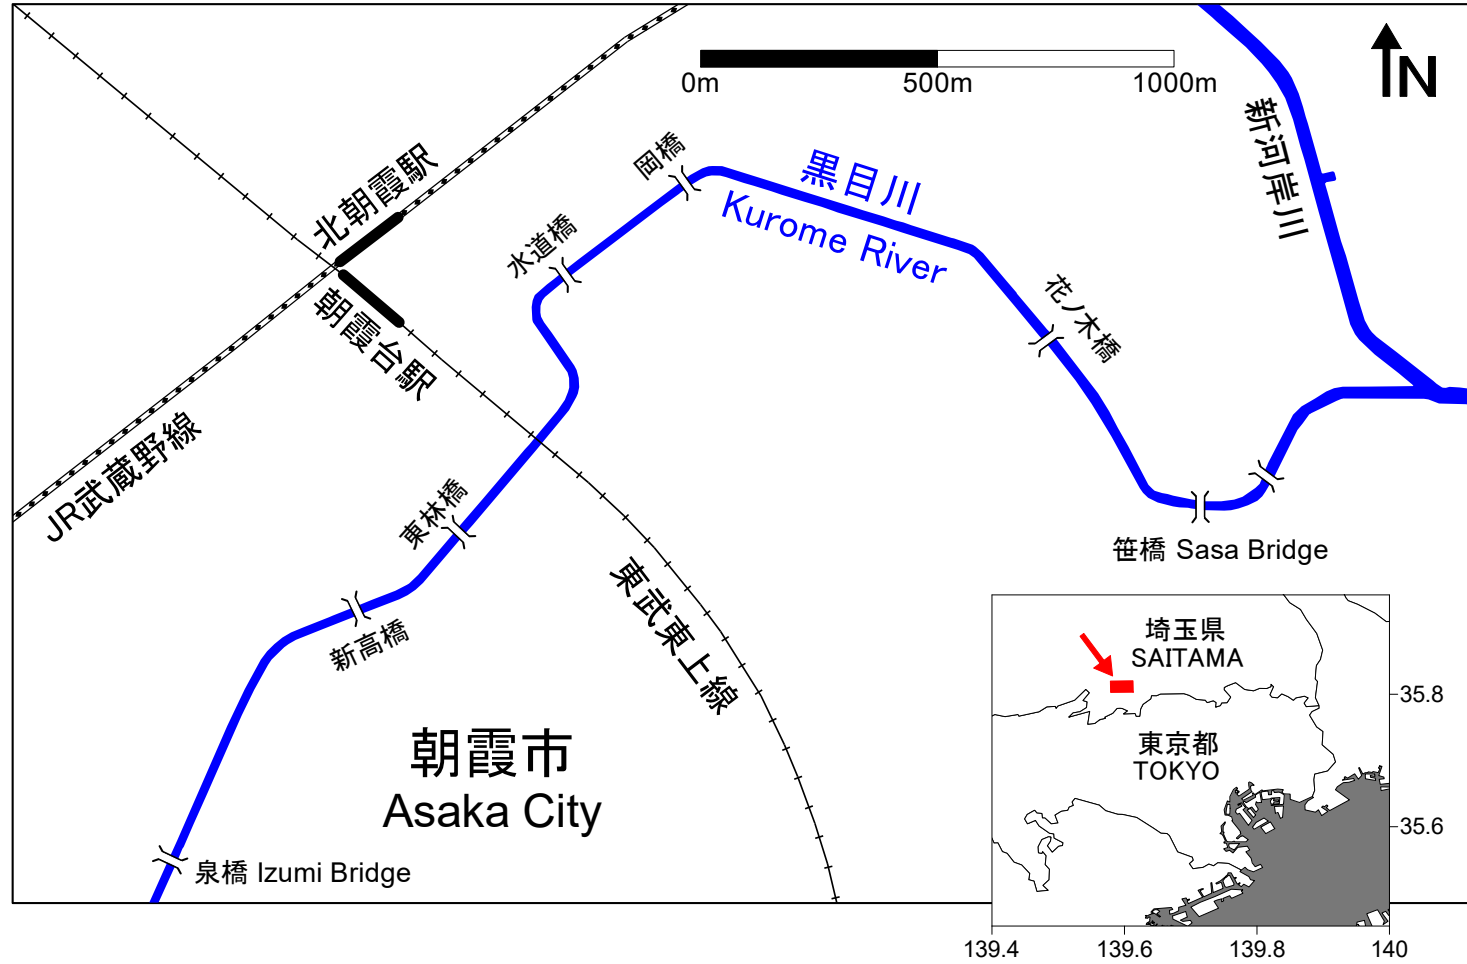 0m
500m
1000m
N
新河岸川
岡橋
黒目川
Kurome River
北朝霞駅
水道橋
朝霞台駅
花ノ木橋
JR武蔵野線
東林橋
笹橋 Sasa Bridge
東武東上線
新高橋
朝霞市
Asaka City
泉橋 Izumi Bridge
埼玉県
SAITAMA
東京都
TOKYO
35.8
35.6
139.4
139.6
139.8
140